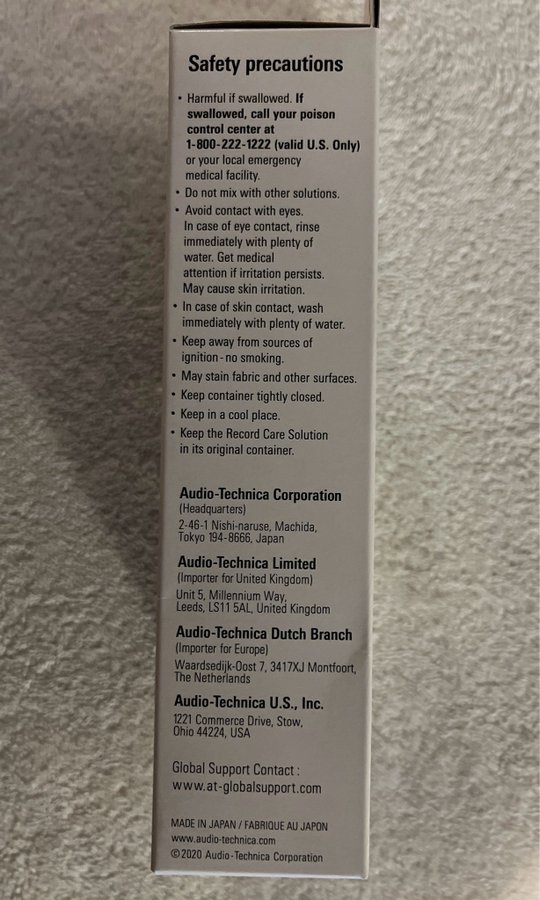 Safety precautions
• Harmful if swallowed. If
swallowed, call your poison
control center at
1-800-222-1222 (valid U.S. Only)
or your local emergency
medical facility.
• Do not mix with other solutions.
• Avoid contact with eyes.
In case of eye contact, rinse
immediately with plenty of
water. Get medical
attention if irritation persists.
May cause skin irritation.
• In case of skin contact, wash
immediately with plenty of water.
• Keep away from sources of
ignition - no smoking.
• May stain fabric and other surfaces.
• Keep container tightly closed.
• Keep in a cool place.
• Keep the Record Care Solution
in its original container.
Audio-Technica Corporation
(Headquarters)
2-46-1 Nishi-naruse, Machida,
Tokyo 194-8666, Japan
Audio-Technica Limited
(Importer for United Kingdom)
Unit 5, Millennium Way,
Leeds, LS11 5AL, United Kingdom
Audio-Technica Dutch Branch
(Importer for Europe)
Waardsedijk-Oost 7, 3417XJ Montfoort,
The Netherlands
Audio-Technica U.S., Inc.
1221 Commerce Drive, Stow,
Ohio 44224, USA
Global Support Contact :
www.at-globalsupport.com
MADE IN JAPAN / FABRIQUE AU JAPON
www.audio-technica.com
©2020 Audio-Technica Corporation